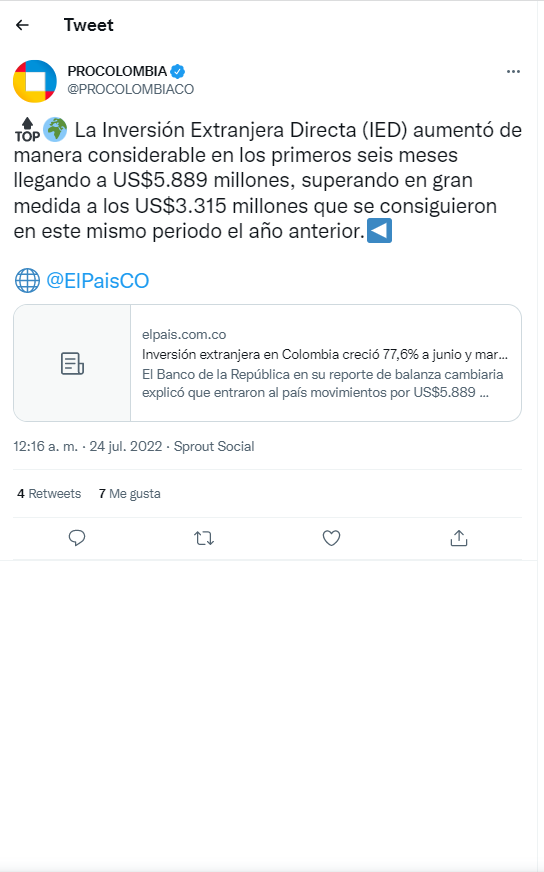 Tweet
PROCOLOMBIA
@PROCOLOMBIACO
TOP La Inversión Extranjera Directa (IED) aumentó de
manera considerable en los primeros seis meses
llegando a US$5.889 millones, superando en gran
medida a los US$3.315 millones que se consiguieron
en este mismo periodo el año anterior.
@ElPaisCO
elpais.com.co
Inversión extranjera en Colombia creció 77,6% a junio y mar...
El Banco de la República en su reporte de balanza cambiaria
explicó que entraron al país movimientos por US$5.889 ...
12:16 a. m. · 24 jul. 2022 · Sprout Social
4 Retweets 7 Me gusta